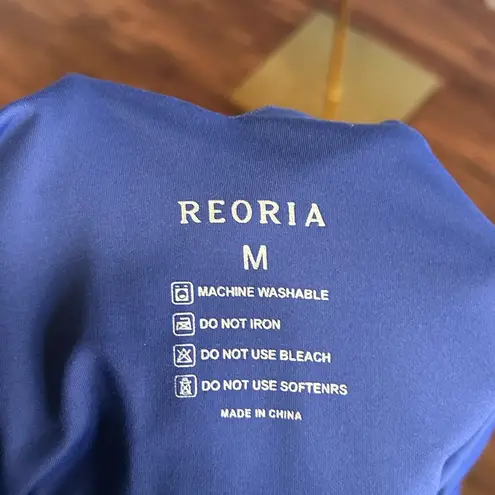 REORIA
M
MACHINE WASHABLE
DO NOT IRON
DO NOT USE BLEACH
DO NOT USE SOFTENRS
MADE IN CHINA